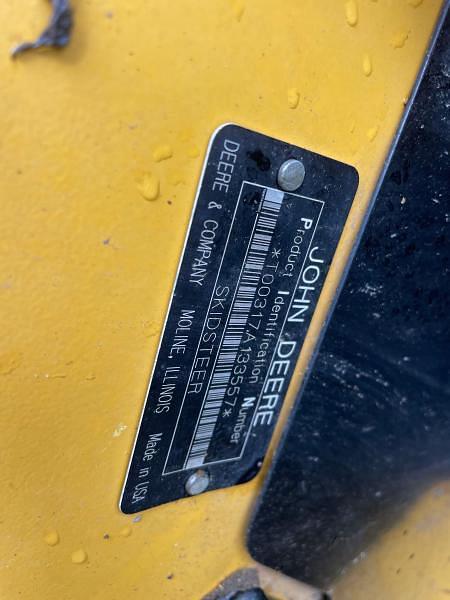 JOHN DEERE
Product Identification Number
*T00317A133557*
SKIDSTEER
DEERE & COMPANY MOLINE, ILLINOIS Made in USA